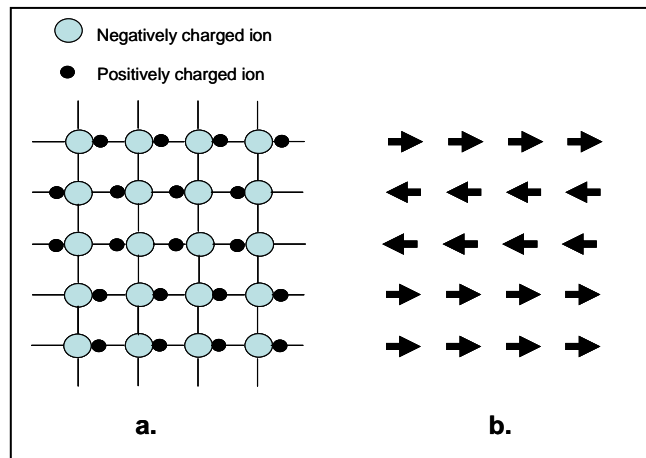 Negatively charged ion
Positively charged ion
a.
b.